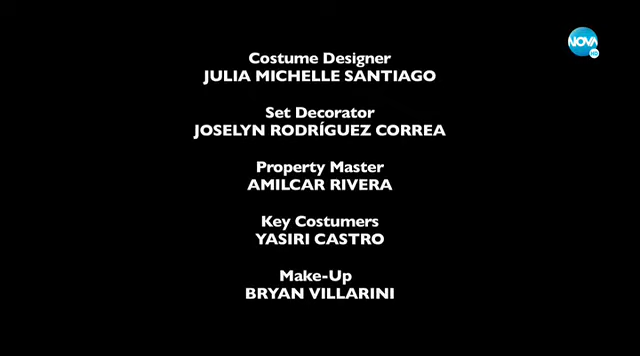 NOVA
HD
Costume Designer
JULIA MICHELLE SANTIAGO
Set Decorator
JOSELYN RODRÍGUEZ CORREA
Property Master
AMILCAR RIVERA
Key Costumers
YASIRI CASTRO
Make-Up
BRYAN VILLARINI